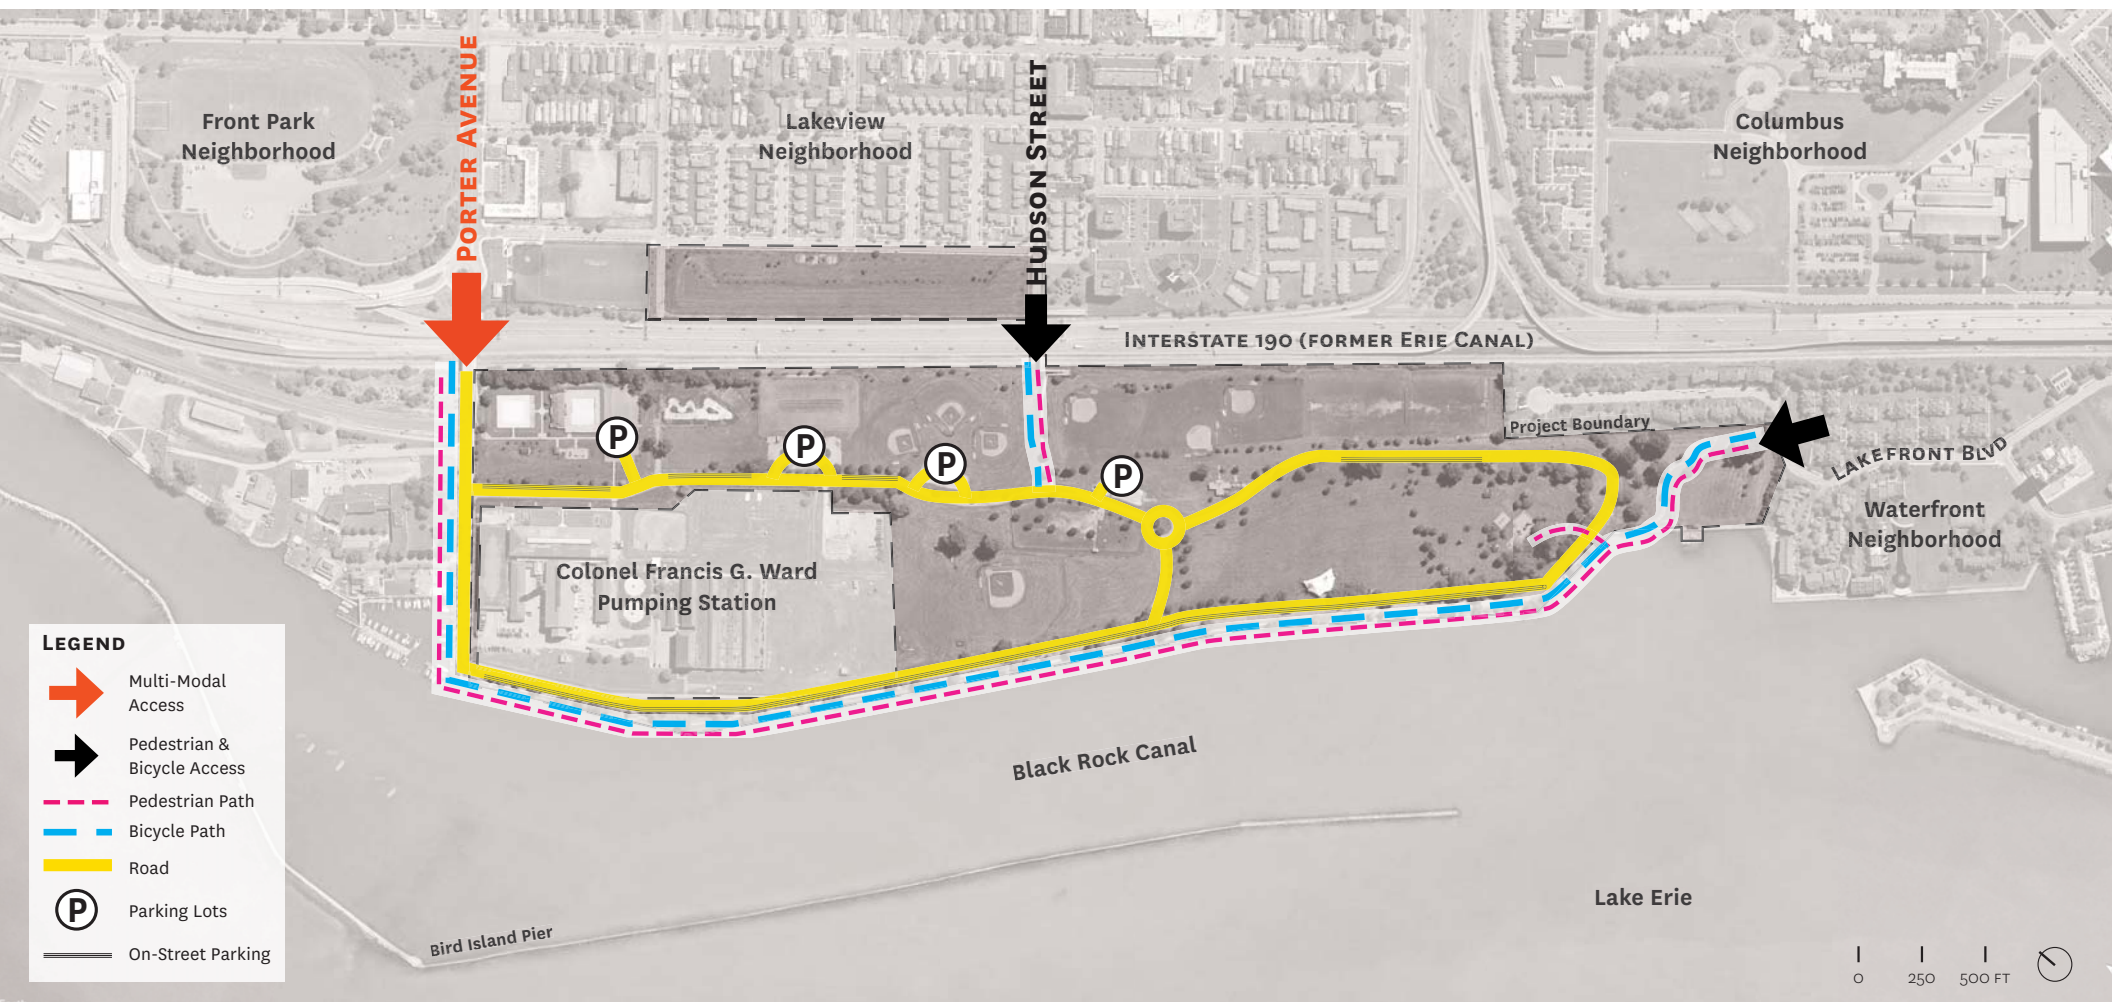 PORTER AVENUE
HUDSON STREET
Front Park
Neighborhood
Lakeview
Neighborhood
Columbus
Neighborhood
INTERSTATE 190 (FORMER ERIE CANAL)
Project Boundary
LAKEFRONT BLVD
Waterfront
Neighborhood
P
P
P
P
Colonel Francis G. Ward
Pumping Station
Black Rock Canal
Lake Erie
Bird Island Pier
LEGEND
Multi-Modal
Access
Pedestrian &
Bicycle Access
Pedestrian Path
Bicycle Path
Road
P Parking Lots
On-Street Parking
0 250 500 FT